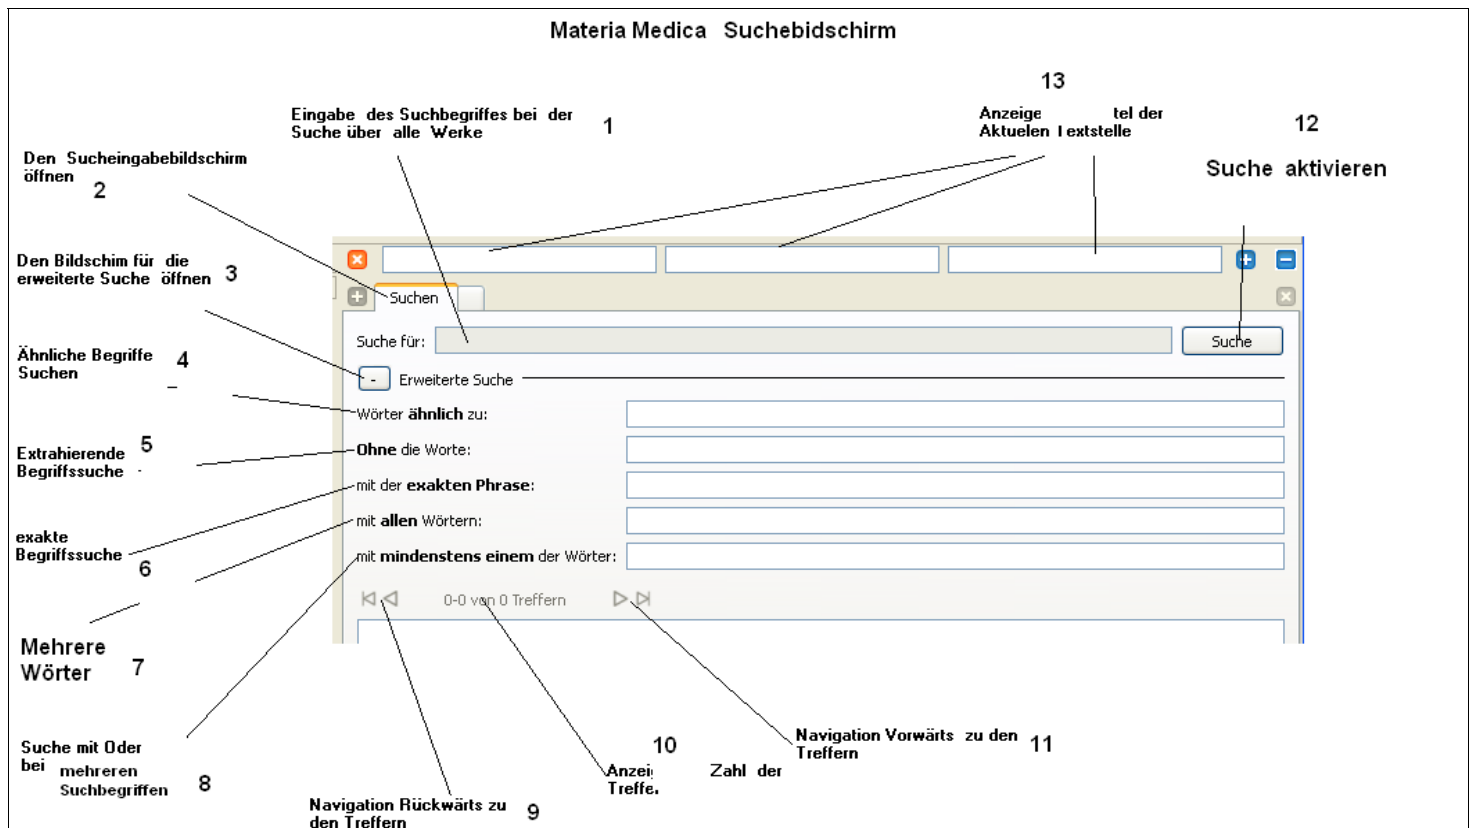 Materia Medica Suchebidschirm
13
Eingabe des Suchbegriffes bei der
Suche über alle Werke
1
Anzeige tel der
Aktuelen Textstelle
12
Suche aktivieren
Den Sucheingabebildschirm
öffnen
2
Den Bildschim für die
erweiterte Suche öffnen
3
Suchen
Suche für:
Suche
Ähnliche Begriffe
Suchen
4
- Erweiterte Suche
Wörter ähnlich zu:
Extrahierende
Begriffssuche
5
Ohne die Worte:
mit der exakten Phrase:
mit allen Wörtern:
exakte
Begriffssuche
6
mit mindestens einem der Wörter:
0-0 von 0 Treffern
Mehrere
Wörter
7
Suche mit Oder
bei mehreren
Suchbegriffen
8
Navigation Rückwärts zu
den Treffern
9
10
Zahl der
Navigation Vorwärts zu den
Treffern
11